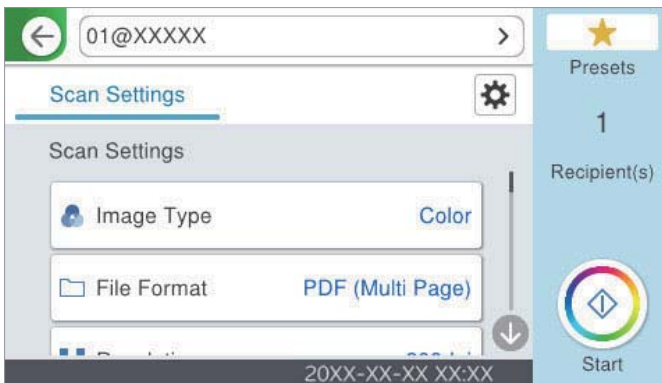 01@XXXXX
Presets
Scan Settings
1
Recipient(s)
Scan Settings
Image Type Color
File Format PDF (Multi Page)
Start
20XX-XX-XX XX:XX